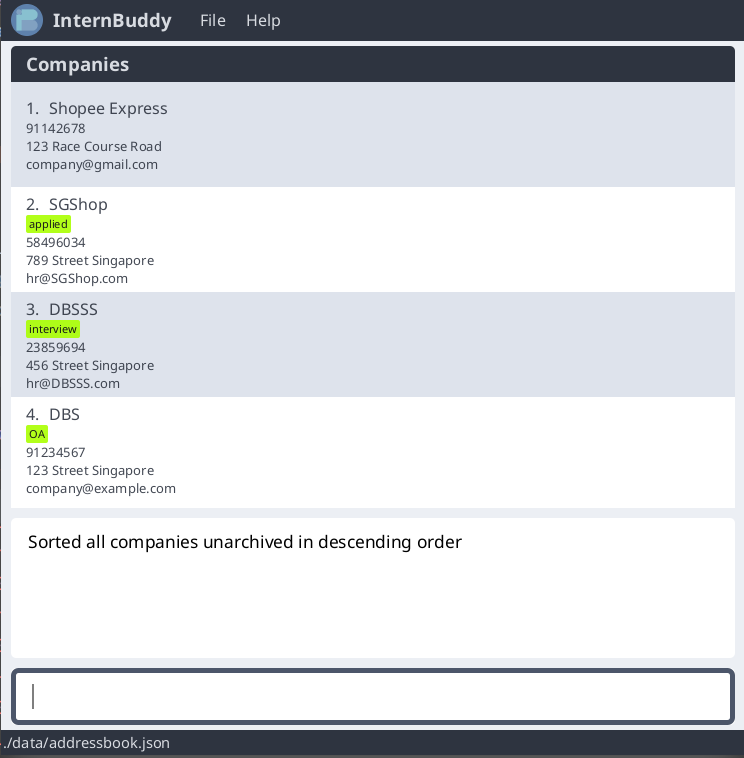 InternBuddy File Help
Companies
1. Shopee Express
91142678
123 Race Course Road
company@gmail.com
2. SGShop
applied
58496034
789 Street Singapore
hr@SGShop.com
3. DBSSS
interview
23859694
456 Street Singapore
hr@DBSSS.com
4. DBS
OA
91234567
123 Street Singapore
company@example.com
Sorted all companies unarchived in descending order
./data/addressbook.json